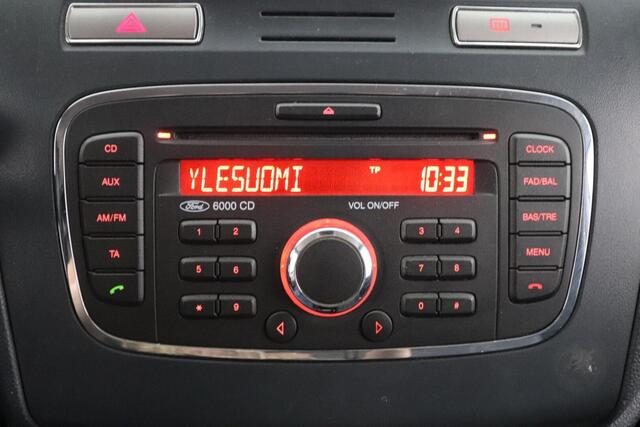 CD
CLOCK
YLESUOMI TP 10:33
AUX
FAD/BAL
Ford 6000 CD VOL ON/OFF
AM/FM
BAS/TRE
1 2 3 4
TA
MENU
5 6 7 8
* 9 0 #